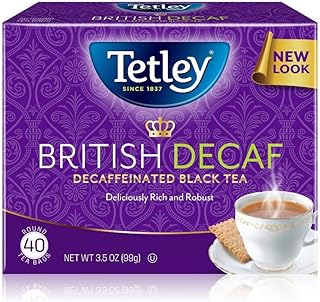 Tetley
SINCE 1837
NEW
LOOK
BRITISH DECAF
DECAFFEINATED BLACK TEA
Deliciously Rich and Robust
ROUND
40
TEA BAGS
NET WT 3.5 OZ (99g) U